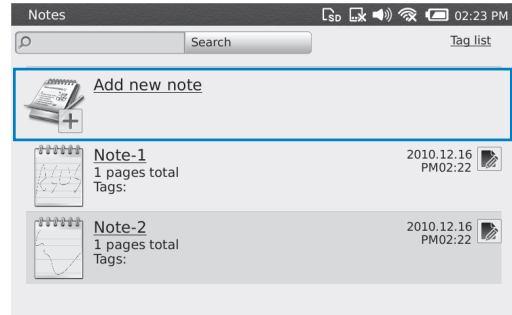 Notes SD 02:23 PM
Search Tag list
Add new note
Note-1
1 pages total
Tags:
2010.12.16
PM02:22
Note-2
1 pages total
Tags:
2010.12.16
PM02:22